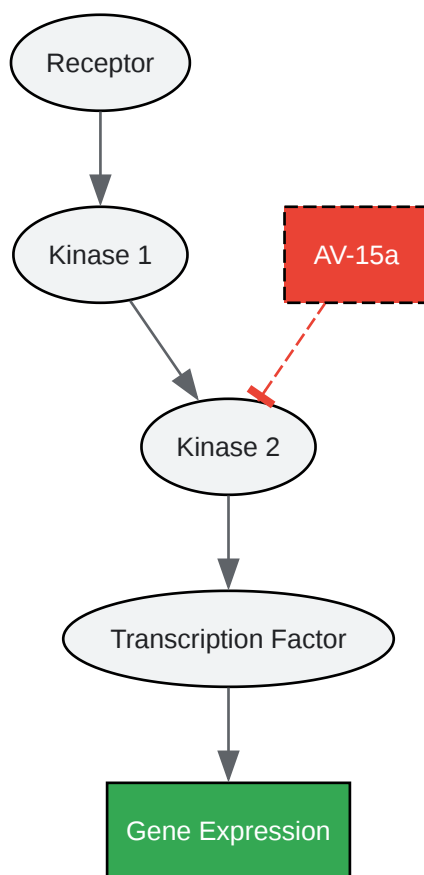 Receptor
Kinase 1
AV-15a
Kinase 2
Transcription Factor
Gene Expression